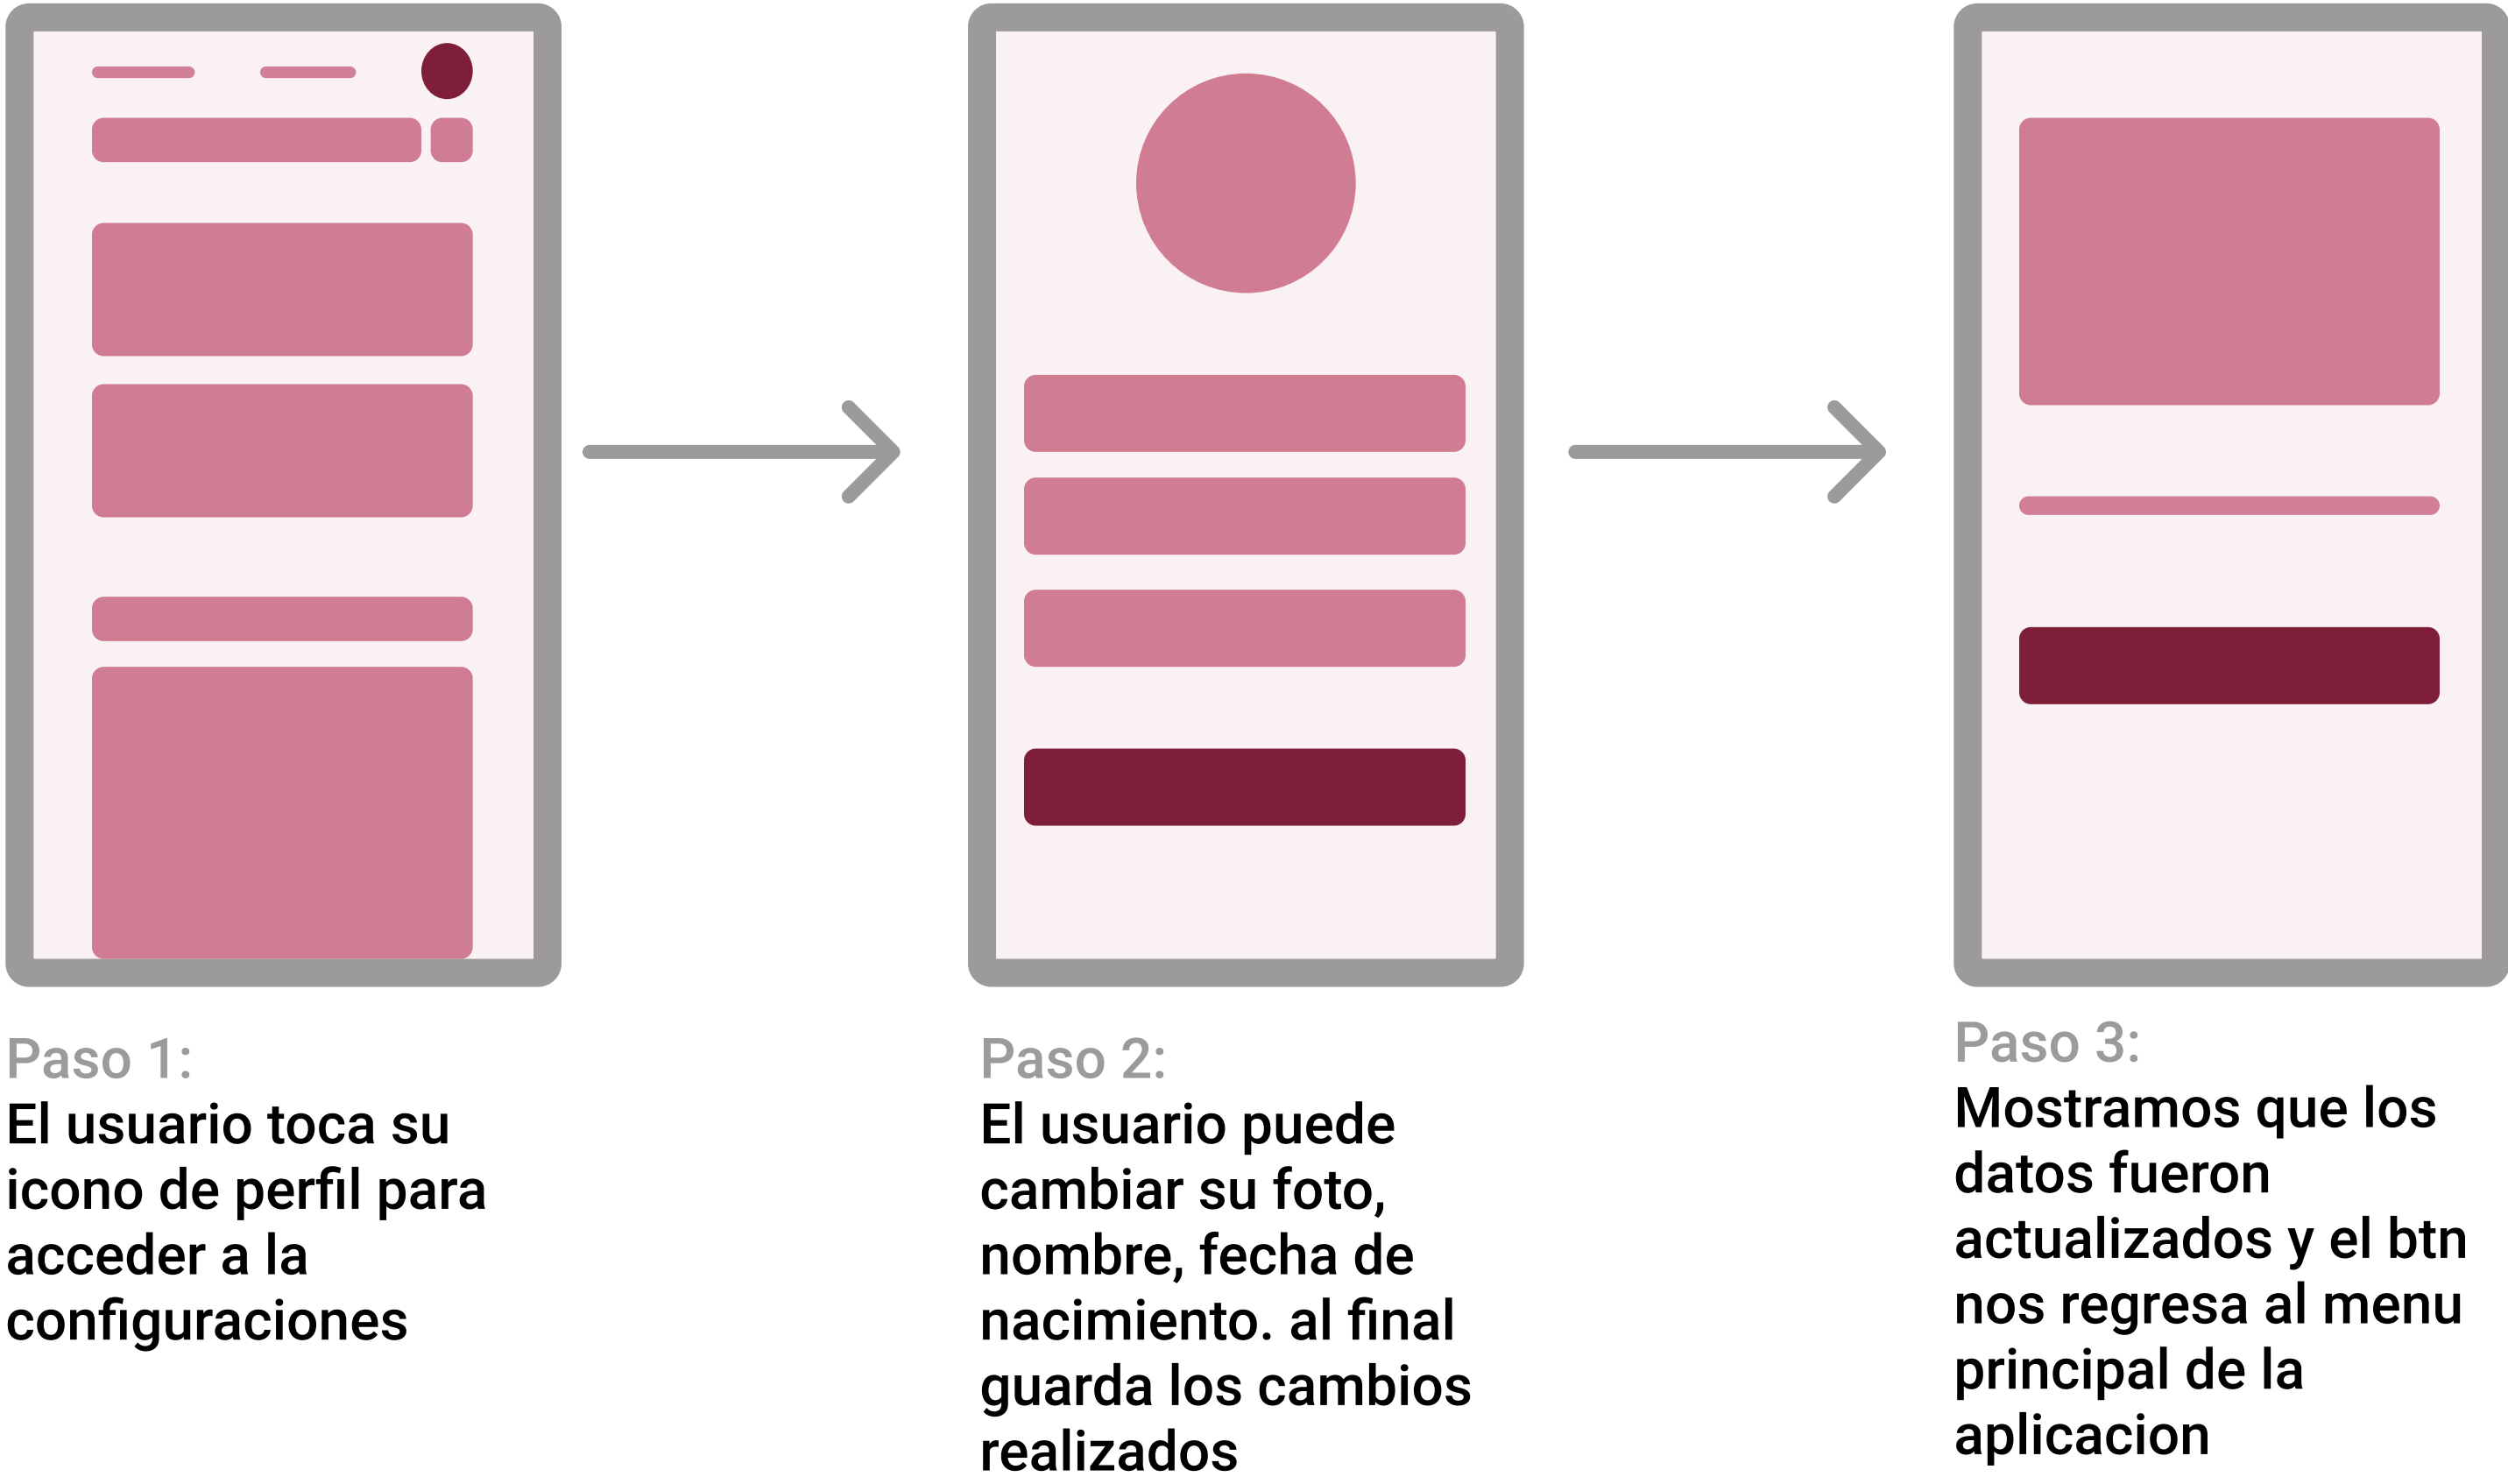 Paso 1:
El usuario toca su
icono de perfil para
acceder a la
configuraciones
Paso 2:
El usuario puede
cambiar su foto,
nombre, fecha de
nacimiento. al final
guarda los cambios
realizados
Paso 3:
Mostramos que los
datos fueron
actualizados y el btn
nos regresa al menu
principal de la
aplicacion